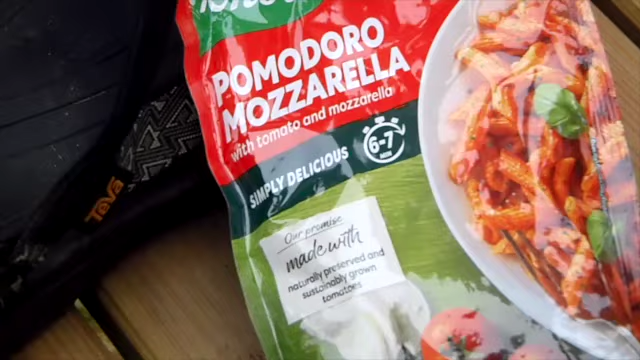 POMODORO
MOZZARELLA
with tomato and mozzarella
SIMPLY DELICIOUS
6-7
MIN
Our promise
made with
naturally preserved and
sustainably grown
tomatoes
Teva